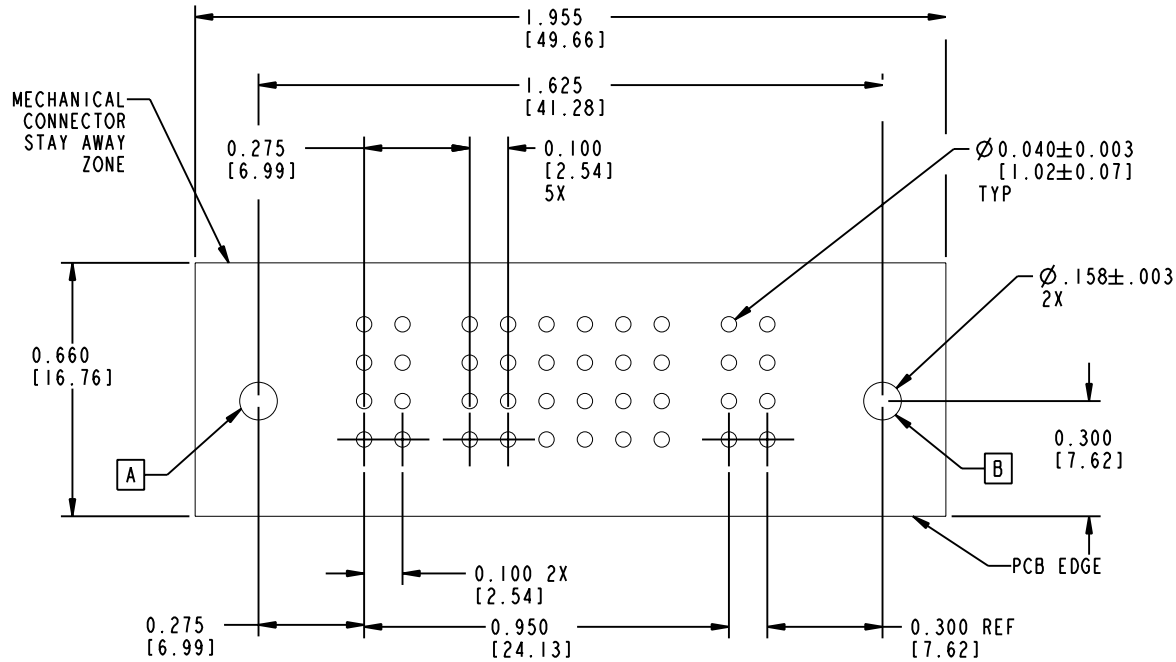 1.955
[49.66]
1.625
[41.28]
MECHANICAL
CONNECTOR
STAY AWAY
ZONE
0.275
[6.99]
0.100
[2.54]
5X
Ø0.040±0.003
[1.02±0.07]
TYP
Ø.158±.003
2X
0.660
[16.76]
A
B
0.300
[7.62]
PCB EDGE
0.100 2X
[2.54]
0.275
[6.99]
0.950
[24.13]
0.300 REF
[7.62]